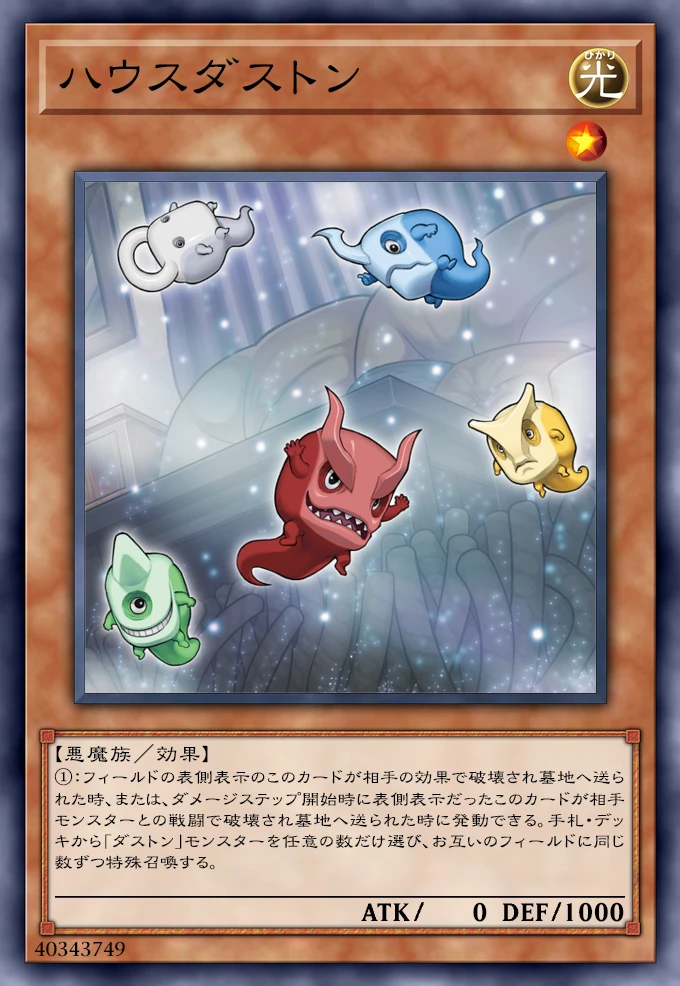 ハウスダストン
ひかり
光
【悪魔族／効果】
①：フィールドの表側表示のこのカードが相手の効果で破壊され墓地へ送ら
れた時、または、ダメージステップ開始時に表側表示だったこのカードが相手
モンスターとの戦闘で破壊され墓地へ送られた時に発動できる。手札・デッ
キから「ダストン」モンスターを任意の数だけ選び、お互いのフィールドに同じ
数ずつ特殊召喚する。
ATK/ 0 DEF/1000
40343749